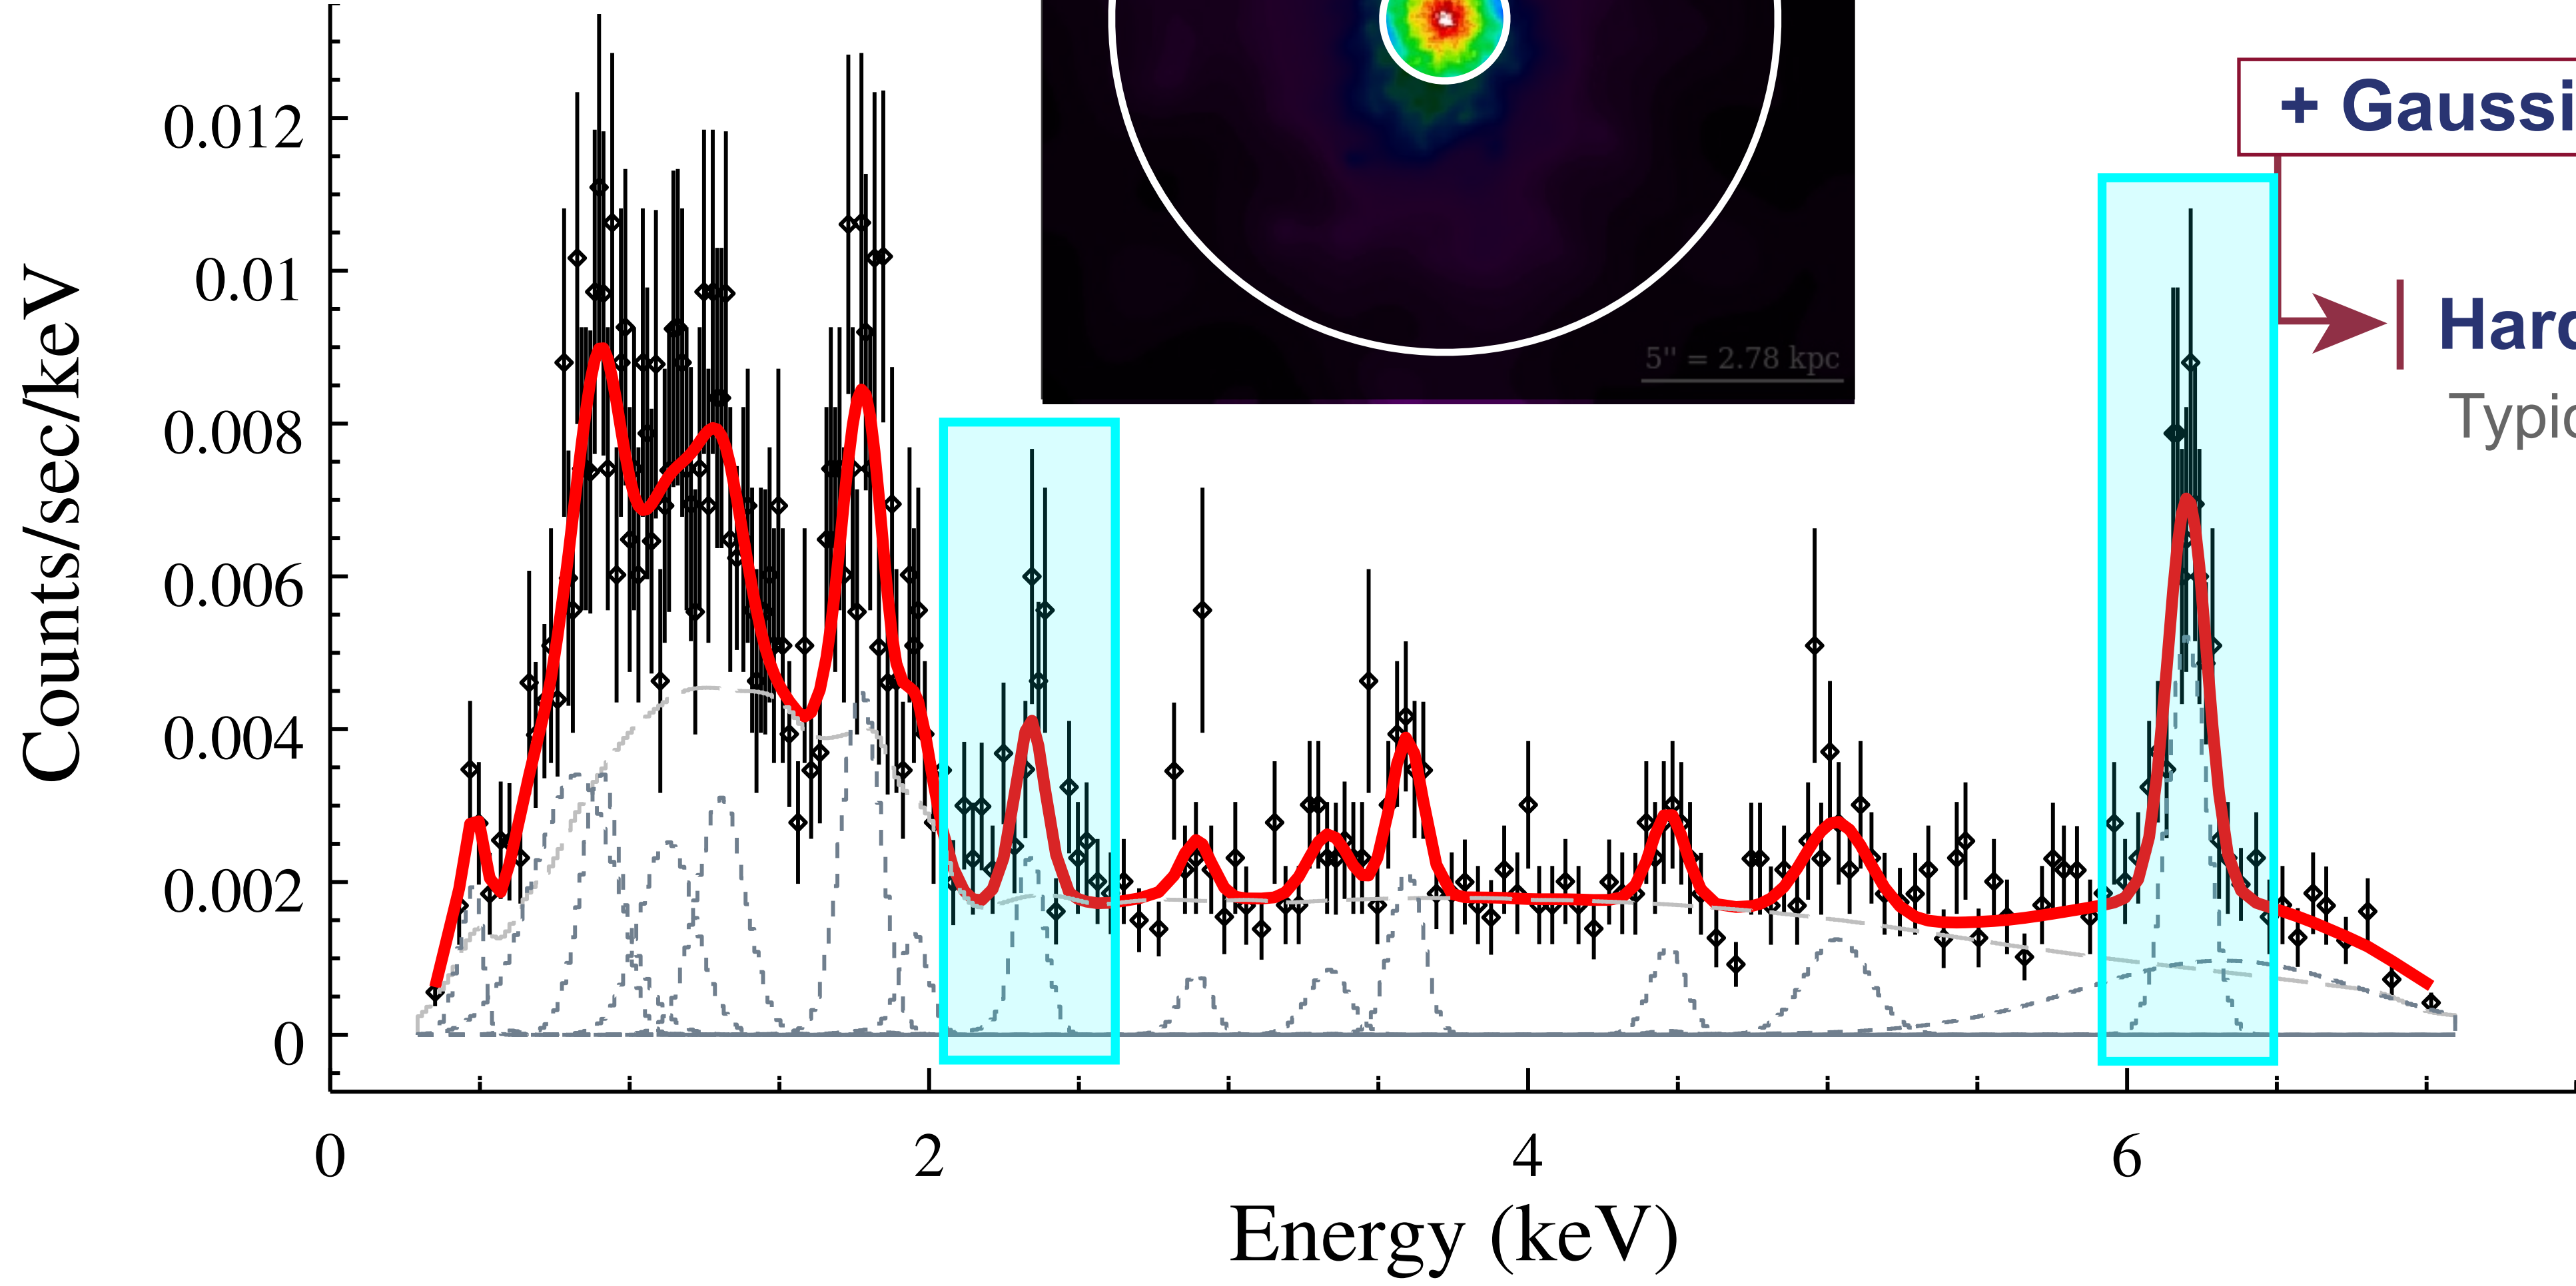 0.012
0.01
0.008
0.006
0.004
0.002
0
Counts/sec/keV
0
2
4
6
Energy (keV)
5'' = 2.78 kpc
+ Gaussi
Hard
Typic